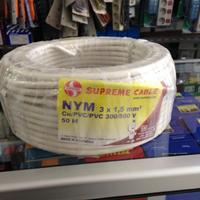 SUPREME CABLE
NYM 3 x 1,5 mm²
Cu/PVC/PVC 300/500 V
50 M